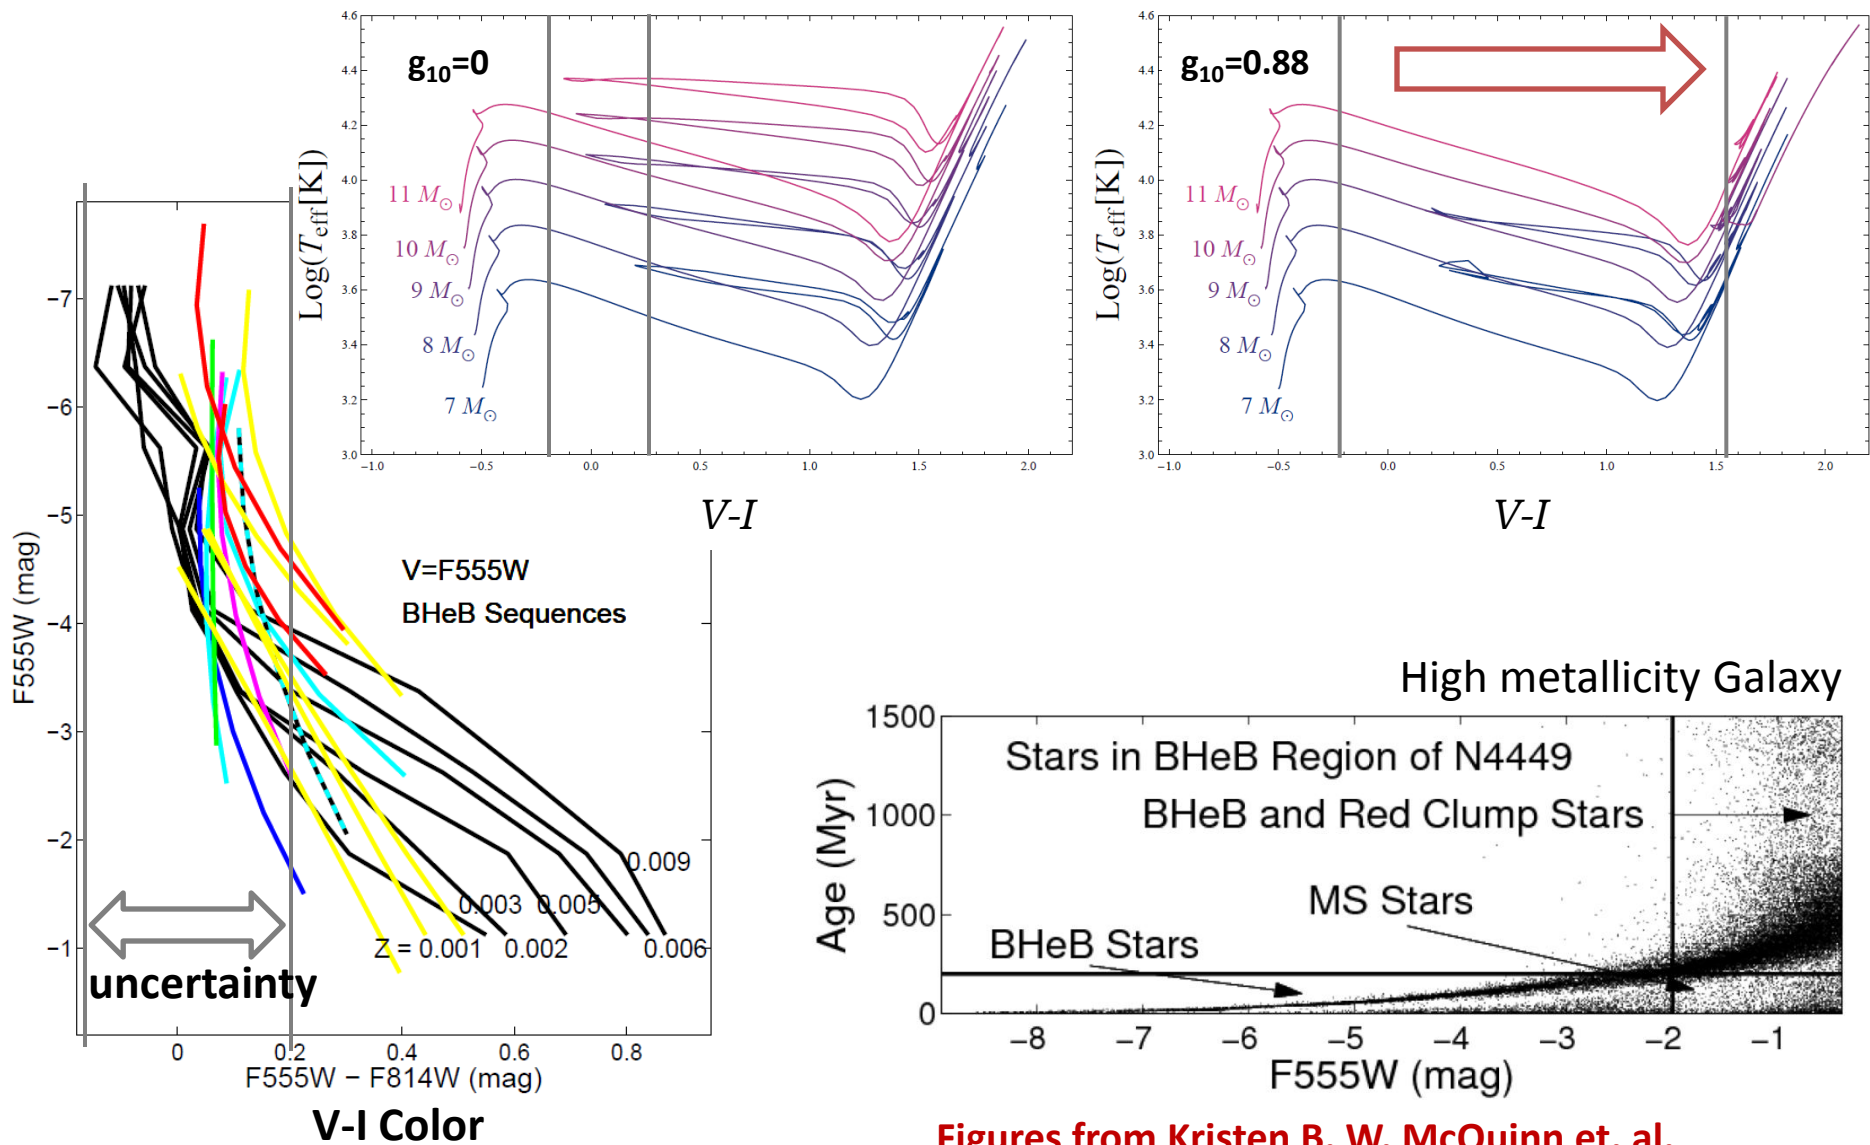 g10=0
Log(Teff[K])
4.6
4.4
4.2
4.0
3.8
3.6
3.4
3.2
3.0
11 M⊙
10 M⊙
9 M⊙
8 M⊙
7 M⊙
−1.0 −0.5 0.0 0.5 1.0 1.5 2.0
V-I
g10=0.88
Log(Teff[K])
4.6
4.4
4.2
4.0
3.8
3.6
3.4
3.2
3.0
11 M⊙
10 M⊙
9 M⊙
8 M⊙
7 M⊙
−1.0 −0.5 0.0 0.5 1.0 1.5 2.0
V-I
F555W (mag)
−7
−6
−5
−4
−3
−2
−1
V=F555W
BHeB Sequences
0.009
0.003 0.005
Z = 0.001 0.002 0.006
uncertainty
0 0.2 0.4 0.6 0.8
F555W − F814W (mag)
V-I Color
High metallicity Galaxy
Age (Myr)
1500
1000
500
0
Stars in BHeB Region of N4449
BHeB and Red Clump Stars
MS Stars
BHeB Stars
−8 −7 −6 −5 −4 −3 −2 −1
F555W (mag)
Figures from Kristen B. W. McQuinn et. al.